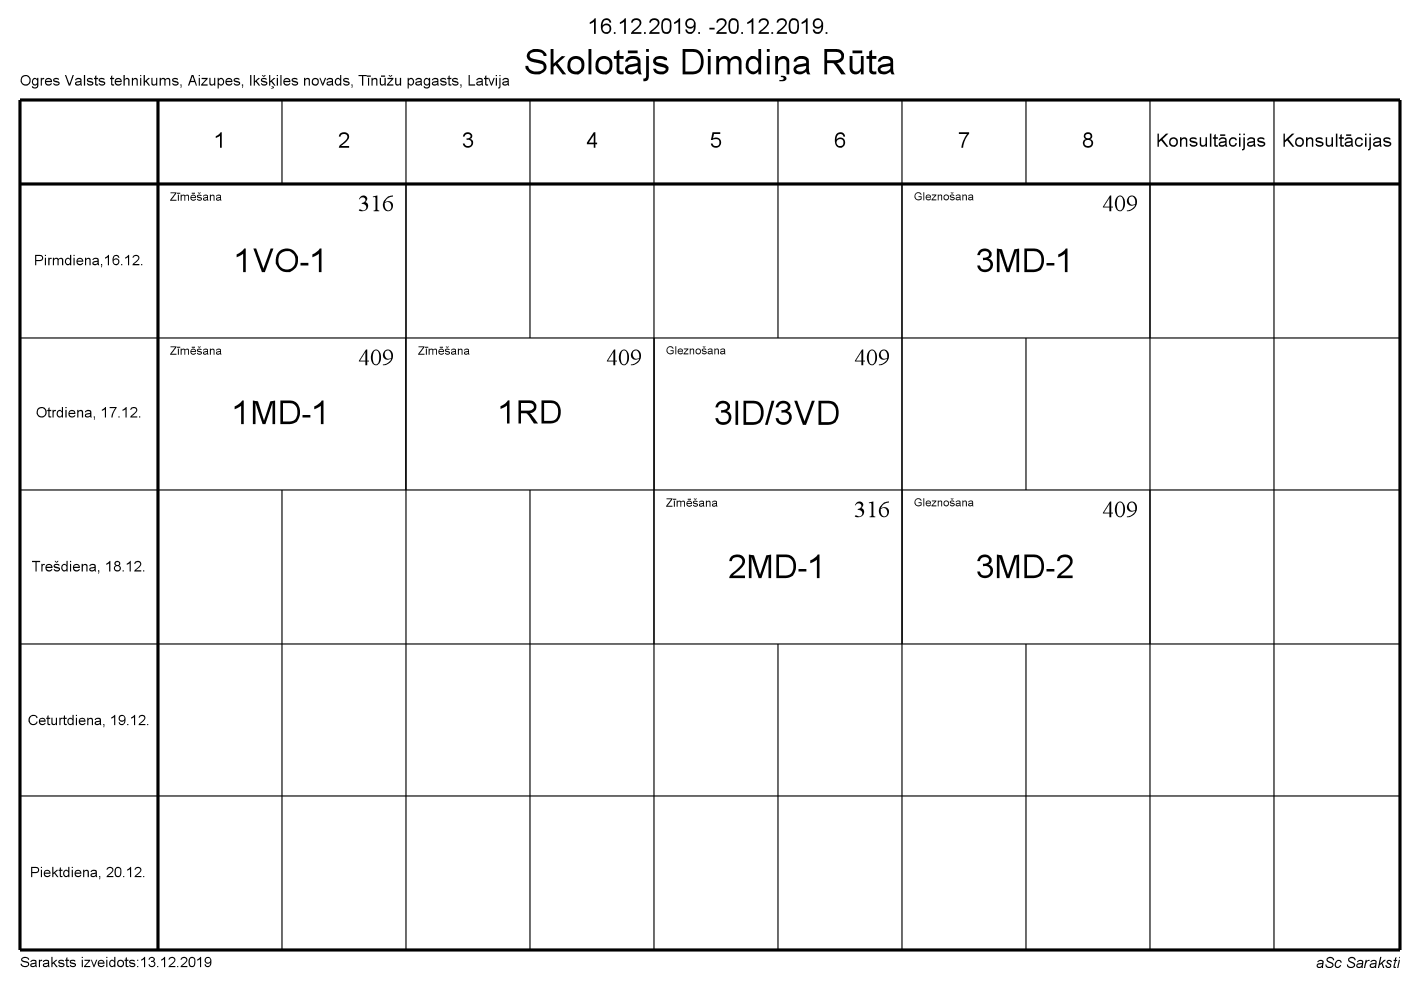 16.12.2019. -20.12.2019.
Skolotājs Dimdiņa Rūta
Ogres Valsts tehnikums, Aizupes, Ikšķiles novads, Tīnūžu pagasts, Latvija
1 2 3 4 5 6 7 8 Konsultācijas Konsultācijas
Zīmēšana 316 Gleznošana 409
Pirmdiena,16.12. 1VO-1 3MD-1
Zīmēšana 409 Zīmēšana 409 Gleznošana 409
Otrdiena, 17.12. 1MD-1 1RD 3ID/3VD
Zīmēšana 316 Gleznošana 409
Trešdiena, 18.12. 2MD-1 3MD-2
Ceturtdiena, 19.12.
Piektdiena, 20.12.
Saraksts izveidots:13.12.2019 aSc Saraksti